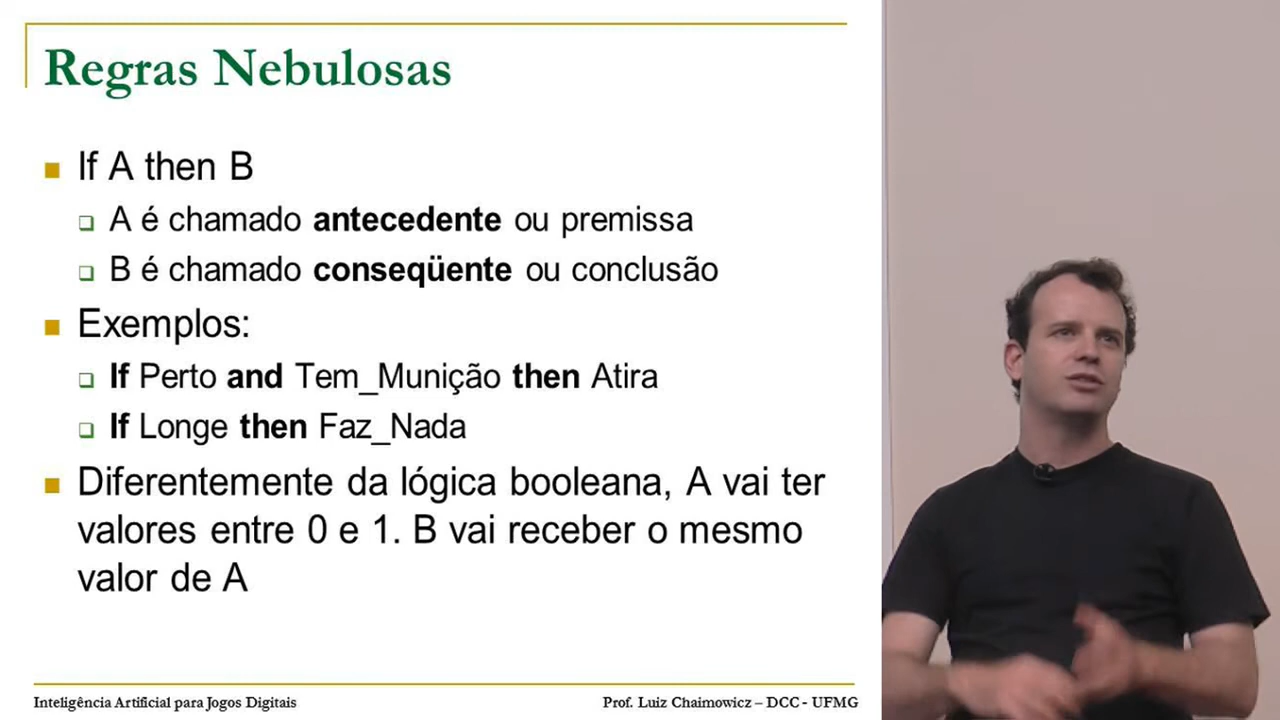 Regras Nebulosas
If A then B
A é chamado antecedente ou premissa
B é chamado conseqüente ou conclusão
Exemplos:
If Perto and Tem_Munição then Atira
If Longe then Faz_Nada
Diferentemente da lógica booleana, A vai ter
valores entre 0 e 1. B vai receber o mesmo
valor de A
Inteligência Artificial para Jogos Digitais
Prof. Luiz Chaimowicz – DCC - UFMG